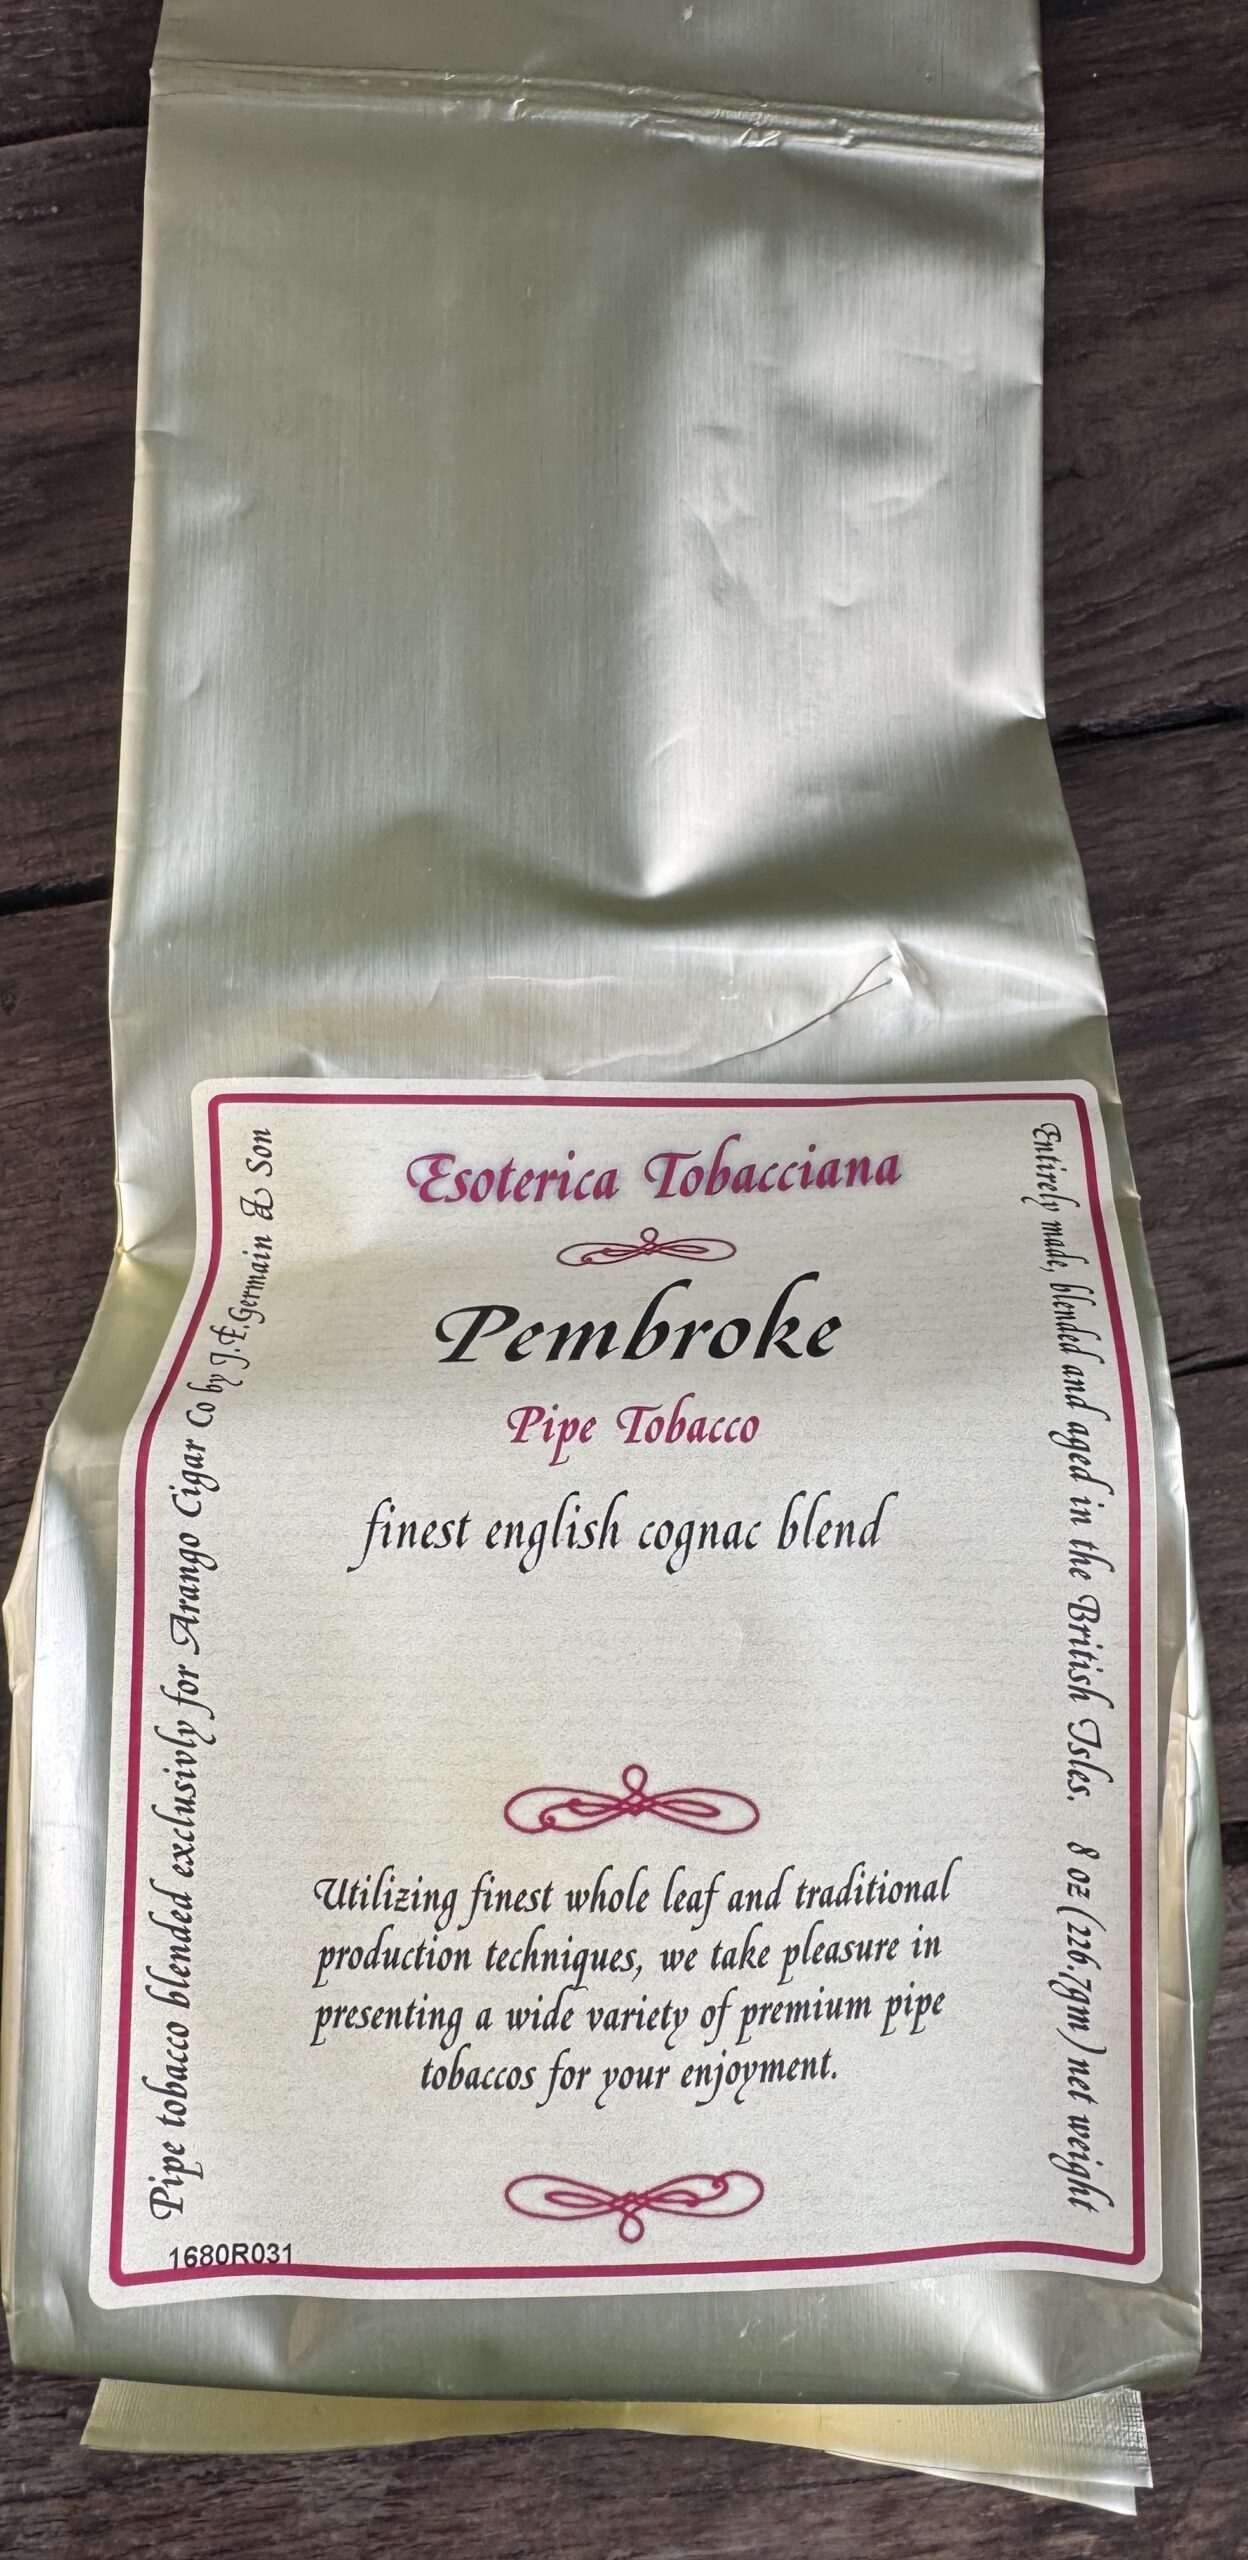 Esoterica Tobacciana
Pembroke
Pipe Tobacco
finest english cognac blend
Utilizing finest whole leaf and traditional
production techniques, we take pleasure in
presenting a wide variety of premium pipe
tobaccos for your enjoyment.
Pipe tobacco blended exclusivly for Arango Cigar Co by J.F.Germain & Son
Entirely made, blended and aged in the British Isles. 8 oz (226.7gm) net weight
1680R031